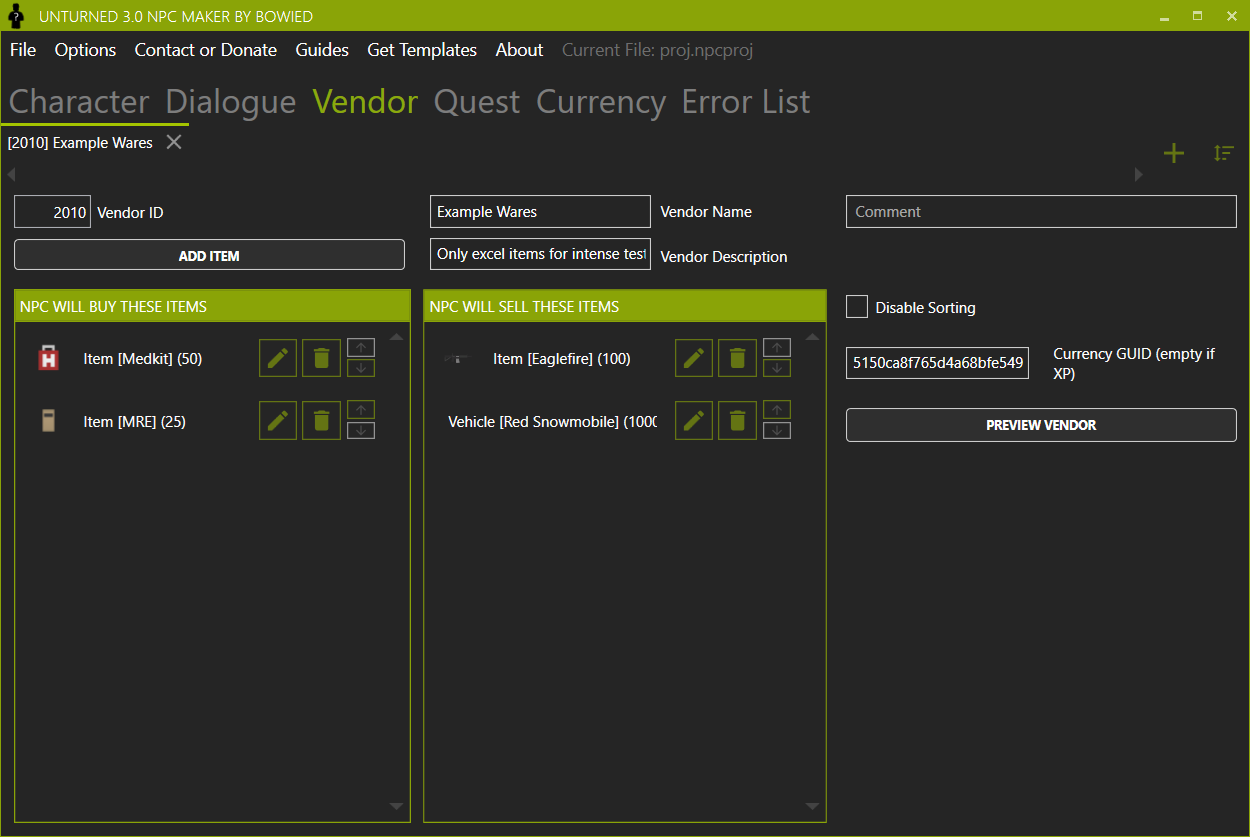 UNTURNED 3.0 NPC MAKER BY BOWIED
File Options Contact or Donate Guides Get Templates About Current File: proj.npcproj
Character Dialogue Vendor Quest Currency Error List
[2010] Example Wares
2010 Vendor ID
Example Wares Vendor Name
Comment
ADD ITEM
Only excel items for intense test Vendor Description
NPC WILL BUY THESE ITEMS
Item [Medkit] (50)
Item [MRE] (25)
NPC WILL SELL THESE ITEMS
Item [Eaglefire] (100)
Vehicle [Red Snowmobile] (1000
Disable Sorting
5150ca8f765d4a68bfe549 Currency GUID (empty if
XP)
PREVIEW VENDOR